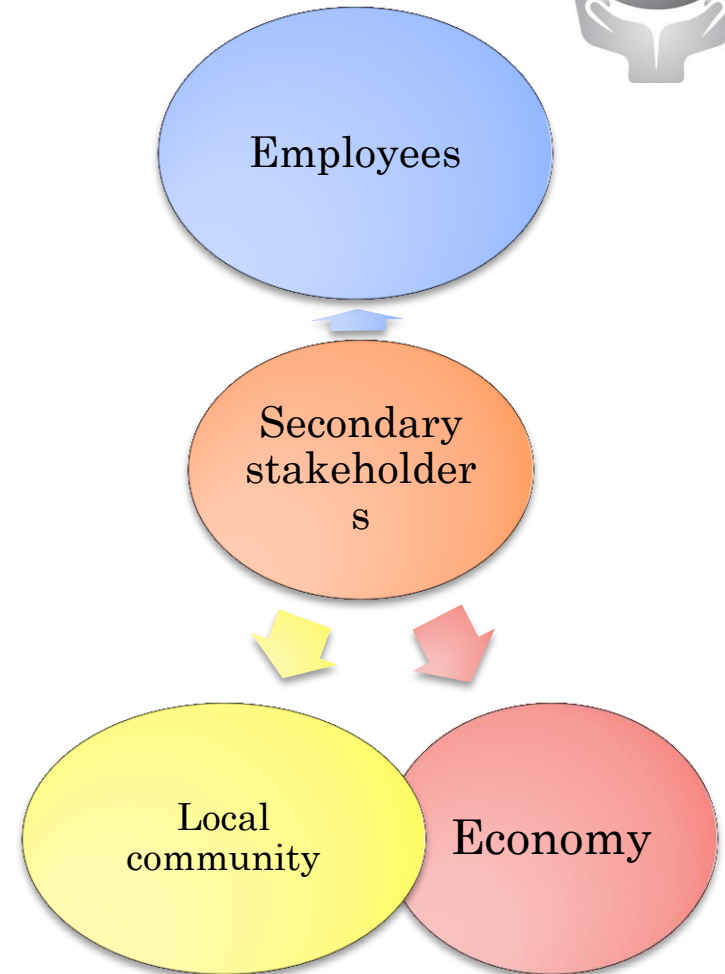 Employees
Secondary
stakeholder
s
Local
community
Economy